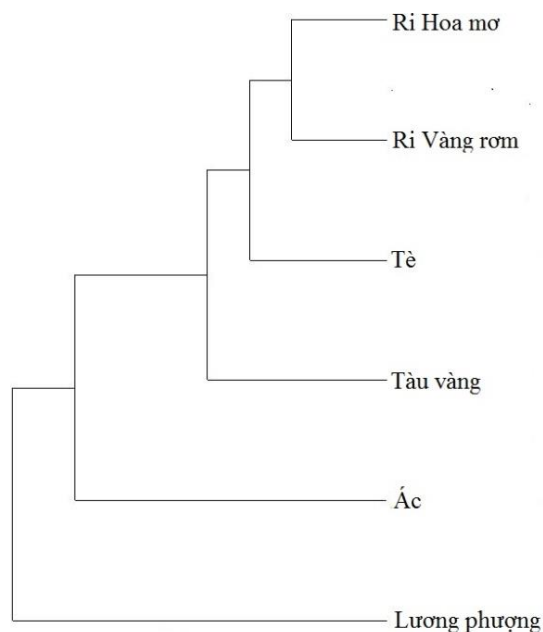 Ri Hoa mơ
Ri Vàng rơm
Tè
Tàu vàng
Ác
Lương phượng